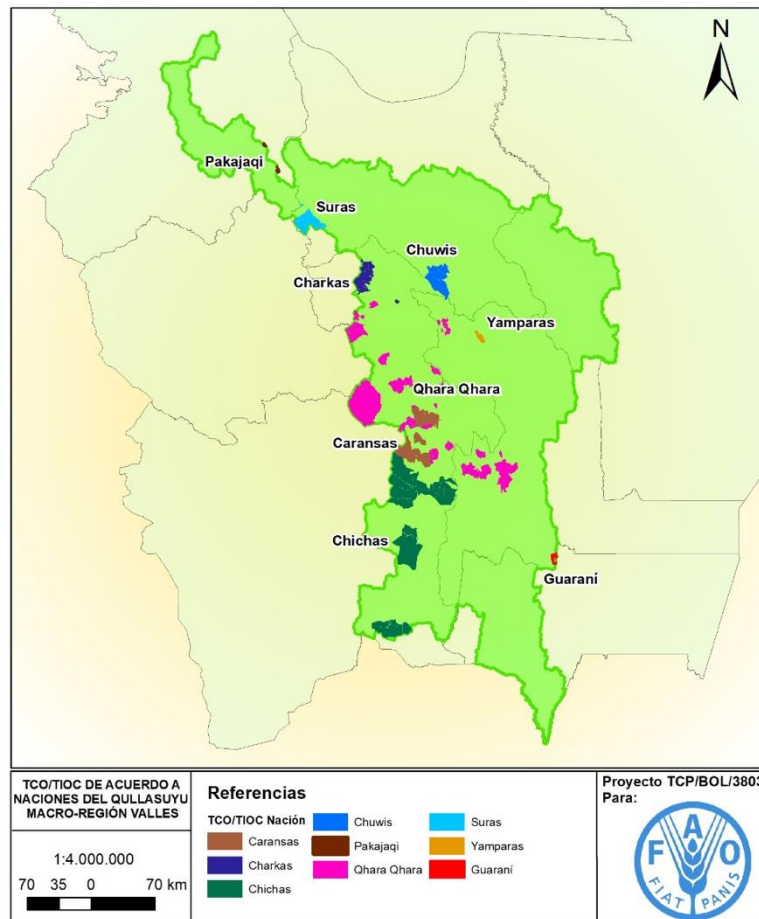 N
Pakajaqi
Suras
Chuwis
Charkas
Yamparas
Qhara Qhara
Caransas
Chichas
Guaraní
TCO/TIOC DE ACUERDO A
NACIONES DEL QULLASUYU
MACRO-REGIÓN VALLES
1:4.000.000
70 35 0 70 km
Referencias
TCO/TIOC Nación
Caransas
Charkas
Chichas
Chuwis
Pakajaqi
Qhara Qhara
Suras
Yamparas
Guaraní
Proyecto TCP/BOL/3803
Para:
F A O
FIAT PANIS